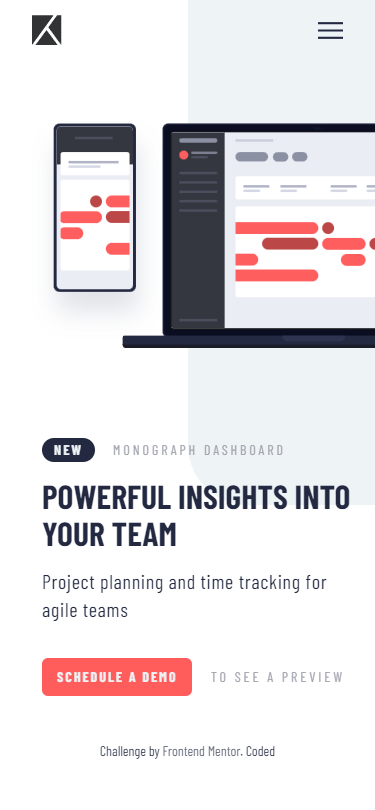 NEW MONOGRAPH DASHBOARD
POWERFUL INSIGHTS INTO
YOUR TEAM
Project planning and time tracking for
agile teams
SCHEDULE A DEMO TO SEE A PREVIEW
Challenge by Frontend Mentor. Coded